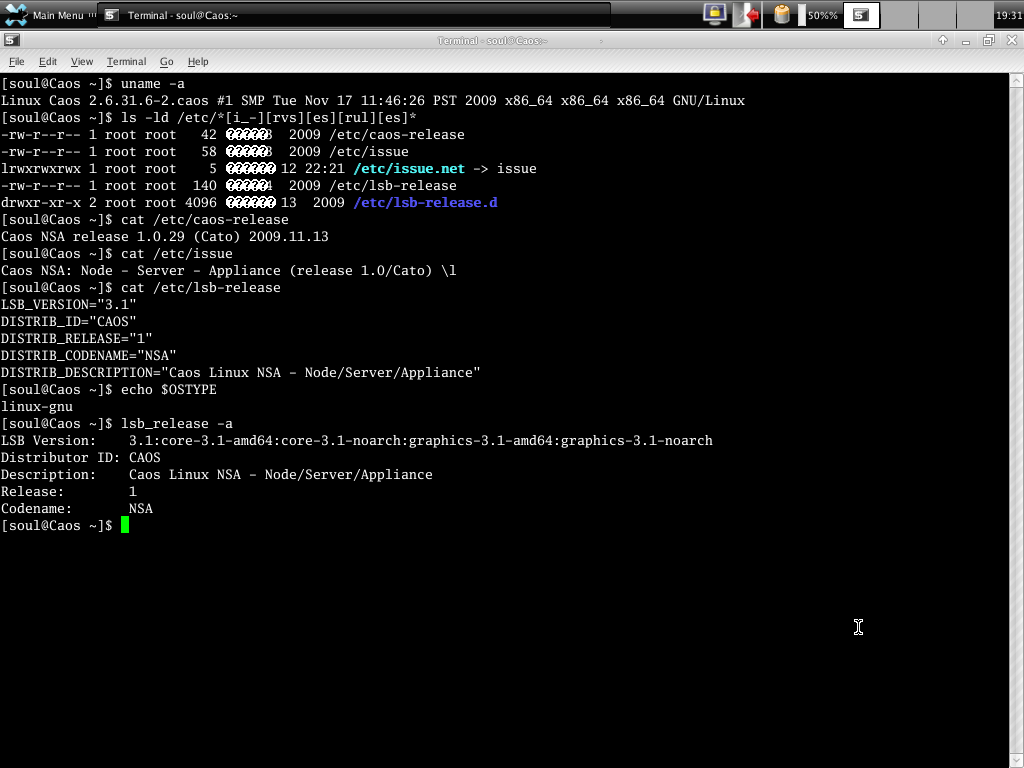 Main Menu
Terminal - soul@Caos:~
50%%
19:31
Terminal - soul@Caos:~
File Edit View Terminal Go Help
[soul@Caos ~]$ uname -a
Linux Caos 2.6.31.6-2.caos #1 SMP Tue Nov 17 11:46:26 PST 2009 x86_64 x86_64 x86_64 GNU/Linux
[soul@Caos ~]$ ls -ld /etc/*[i_-][rvs][es][rul][es]*
-rw-r--r-- 1 root root 42 3 2009 /etc/caos-release
-rw-r--r-- 1 root root 58 3 2009 /etc/issue
lrwxrwxrwx 1 root root 5 12 22:21 /etc/issue.net -> issue
-rw-r--r-- 1 root root 140 4 2009 /etc/lsb-release
drwxr-xr-x 2 root root 4096 13 2009 /etc/lsb-release.d
[soul@Caos ~]$ cat /etc/caos-release
Caos NSA release 1.0.29 (Cato) 2009.11.13
[soul@Caos ~]$ cat /etc/issue
Caos NSA: Node - Server - Appliance (release 1.0/Cato) \l
[soul@Caos ~]$ cat /etc/lsb-release
LSB_VERSION="3.1"
DISTRIB_ID="CAOS"
DISTRIB_RELEASE="1"
DISTRIB_CODENAME="NSA"
DISTRIB_DESCRIPTION="Caos Linux NSA - Node/Server/Appliance"
[soul@Caos ~]$ echo $OSTYPE
linux-gnu
[soul@Caos ~]$ lsb_release -a
LSB Version: 3.1:core-3.1-amd64:core-3.1-noarch:graphics-3.1-amd64:graphics-3.1-noarch
Distributor ID: CAOS
Description: Caos Linux NSA - Node/Server/Appliance
Release: 1
Codename: NSA
[soul@Caos ~]$